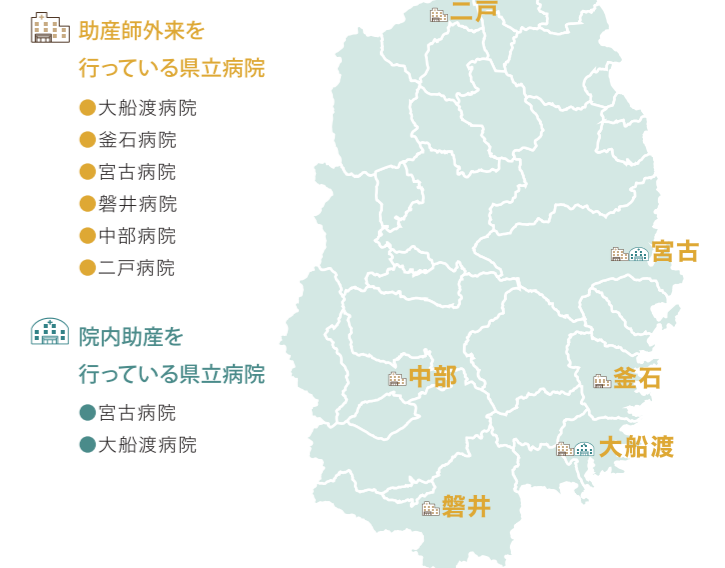 助産師外来を
行っている県立病院
●大船渡病院
●釜石病院
●宮古病院
●磐井病院
●中部病院
●二戸病院
院内助産を
行っている県立病院
●宮古病院
●大船渡病院
二戸
宮古
中部
釜石
大船渡
磐井